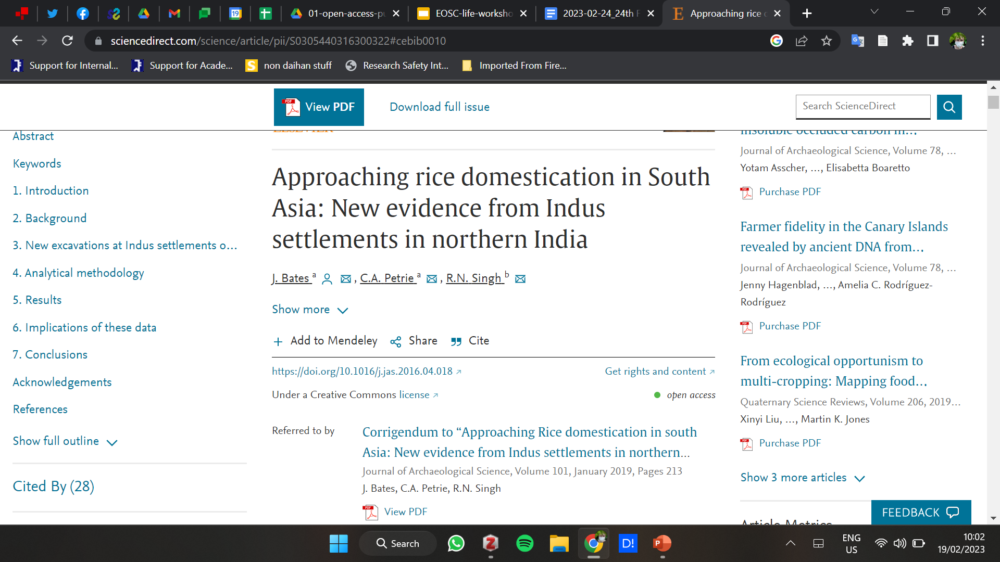 19
01-open-access-pu
EOSC-life-worksho
2023-02-24_24th F
Approaching rice c
sciencedirect.com/science/article/pii/S0305440316300322#cebib0010
Support for Internal...
Support for Acade...
non daihan stuff
Research Safety Int...
Imported From Fire...
View PDF
Download full issue
Search ScienceDirect
Abstract
Keywords
1. Introduction
2. Background
3. New excavations at Indus settlements o...
4. Analytical methodology
5. Results
6. Implications of these data
7. Conclusions
Acknowledgements
References
Show full outline
Cited By (28)
ELSEVIER
Approaching rice domestication in South
Asia: New evidence from Indus
settlements in northern India
J. Bates a , C.A. Petrie a , R.N. Singh b
Show more
Add to Mendeley Share Cite
https://doi.org/10.1016/j.jas.2016.04.018
Get rights and content
Under a Creative Commons license
open access
Referred to by
Corrigendum to “Approaching Rice domestication in south
Asia: New evidence from Indus settlements in northern...
Journal of Archaeological Science, Volume 101, January 2019, Pages 213
J. Bates, C.A. Petrie, R.N. Singh
View PDF
insoluble occluded carbon in...
Journal of Archaeological Science, Volume 78, ...
Yotam Asscher, ..., Elisabetta Boaretto
Purchase PDF
Farmer fidelity in the Canary Islands
revealed by ancient DNA from...
Journal of Archaeological Science, Volume 78, ...
Jenny Hagenblad, ..., Amelia C. Rodríguez-
Rodríguez
Purchase PDF
From ecological opportunism to
multi-cropping: Mapping food...
Quaternary Science Reviews, Volume 206, 2019...
Xinyi Liu, ..., Martin K. Jones
Purchase PDF
Show 3 more articles
Article Metrics
FEEDBACK
Search
D!
ENG
US
10:02
19/02/2023